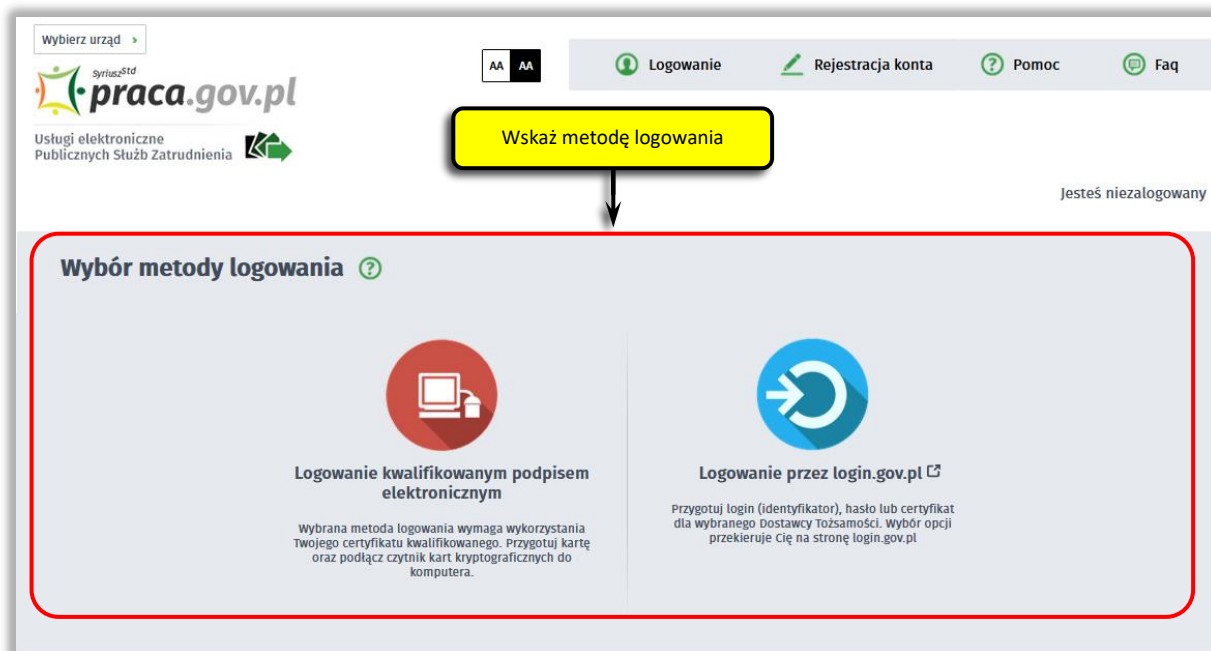 Wybierz urząd
AA AA
Logowanie
Rejestracja konta
Pomoc
Faq
Syriusz Std
praca.gov.pl
Usługi elektroniczne
Publicznych Służb Zatrudnienia
Wskaż metodę logowania
Jesteś niezalogowany
Wybór metody logowania ?
Logowanie kwalifikowanym podpisem
elektronicznym
Wybrana metoda logowania wymaga wykorzystania
Twojego certyfikatu kwalifikowanego. Przygotuj kartę
oraz podłącz czytnik kart kryptograficznych do
komputera.
Logowanie przez login.gov.pl
Przygotuj login (identyfikator), hasło lub certyfikat
dla wybranego Dostawcy Tożsamości. Wybór opcji
przekieruje Cię na stronę login.gov.pl